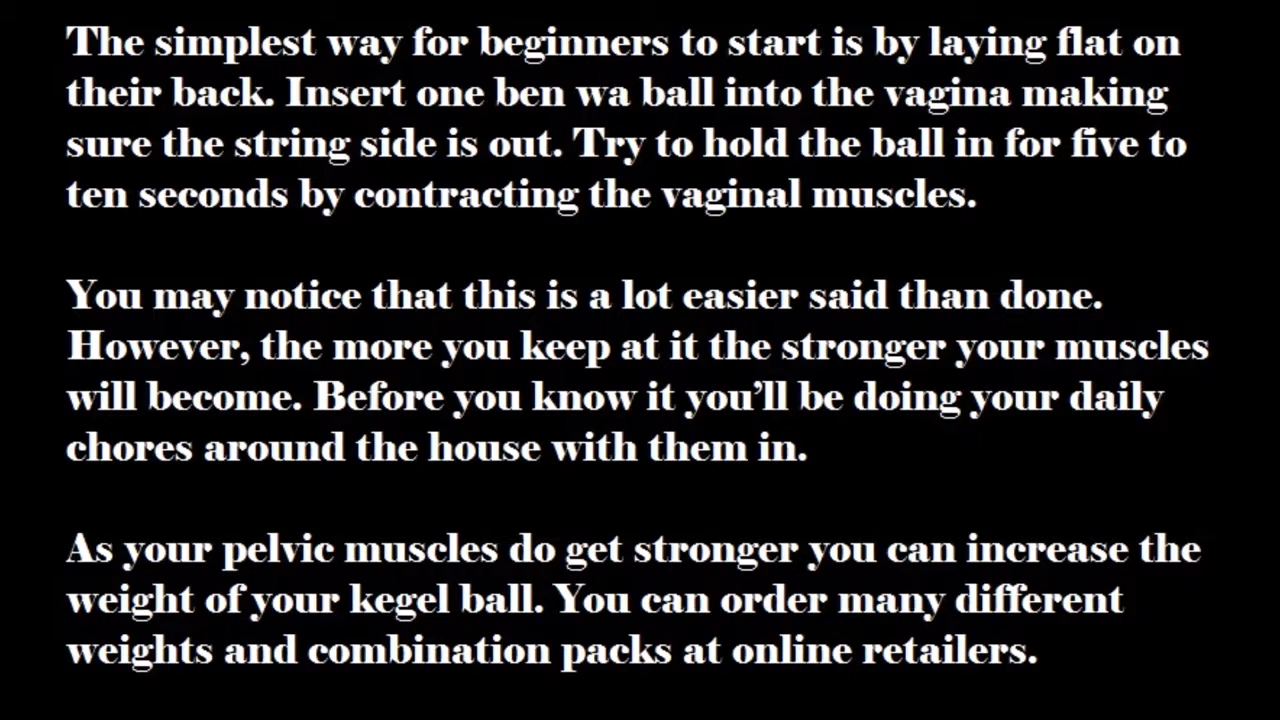 The simplest way for beginners to start is by laying flat on
their back. Insert one ben wa ball into the vagina making
sure the string side is out. Try to hold the ball in for five to
ten seconds by contracting the vaginal muscles.
You may notice that this is a lot easier said than done.
However, the more you keep at it the stronger your muscles
will become. Before you know it you’ll be doing your daily
chores around the house with them in.
As your pelvic muscles do get stronger you can increase the
weight of your kegel ball. You can order many different
weights and combination packs at online retailers.